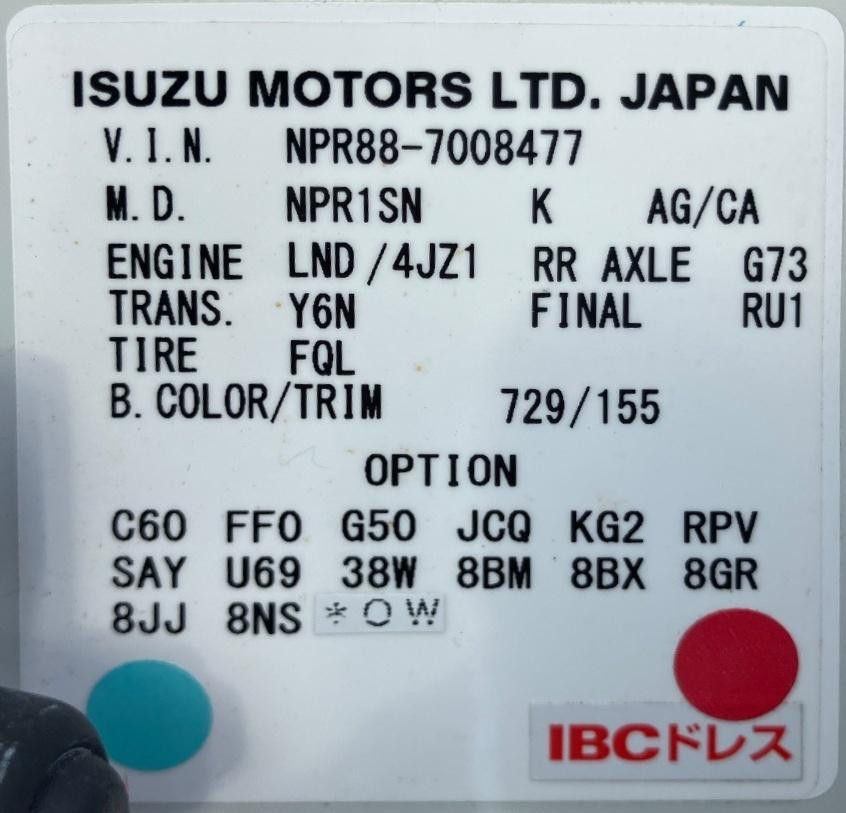 ISUZU MOTORS LTD. JAPAN
V.I.N. NPR88-7008477
M.D. NPR1SN K AG/CA
ENGINE LND/4JZ1 RR AXLE G73
TRANS. Y6N FINAL RU1
TIRE FQL
B.COLOR/TRIM 729/155
OPTION
C60 FF0 G50 JCQ KG2 RPV
SAY U69 38W 8BM 8BX 8GR
8JJ 8NS *OW
IBCドレス